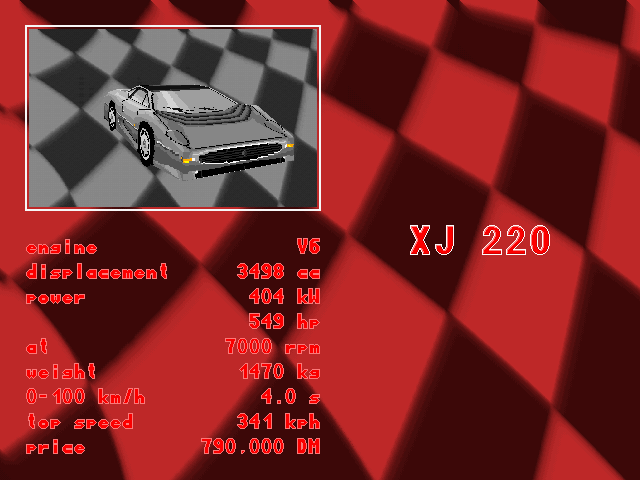 XJ 220
engine V6
displacement 3498 cc
power 404 kW
549 hp
at 7000 rpm
weight 1470 kg
0-100 km/h 4.0 s
top speed 341 kph
price 790.000 DM